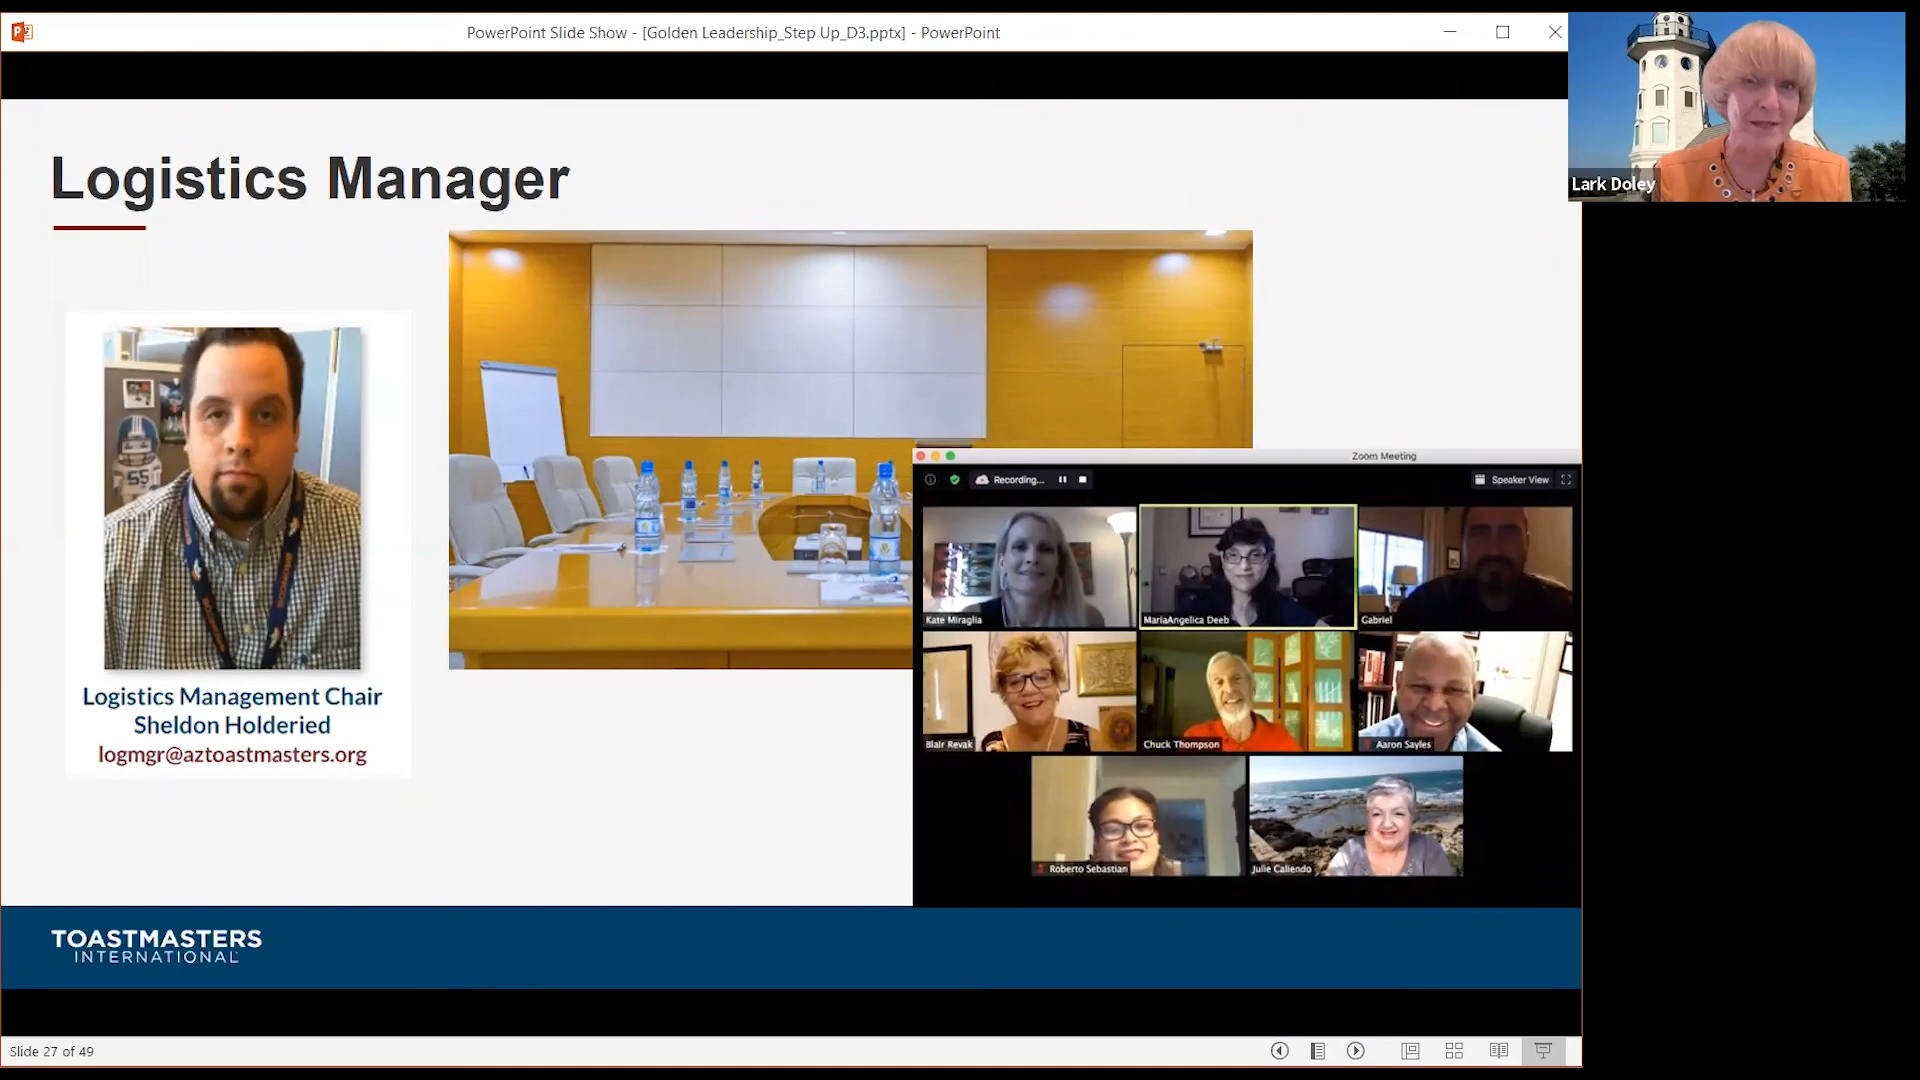 PowerPoint Slide Show - [Golden Leadership_Step Up_D3.pptx] - PowerPoint
Lark Doley
Logistics Manager
55
Logistics Management Chair
Sheldon Holderied
logmgr@aztoastmasters.org
Zoom Meeting
Recording...
Speaker View
Kate Miraglia
MariaAngelica Deeb
Gabriel
Blair Revak
Chuck Thompson
Aaron Sayles
Roberto Sebastian
Julie Caliendo
TOASTMASTERS
INTERNATIONAL
Slide 27 of 49